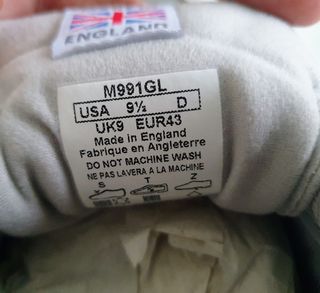 ENGLAND
M991GL
USA 9½ D
UK9 EUR43
Made in England
Fabrique en Angleterre
DO NOT MACHINE WASH
NE PAS LAVERA A LA MACHINE
S T Z